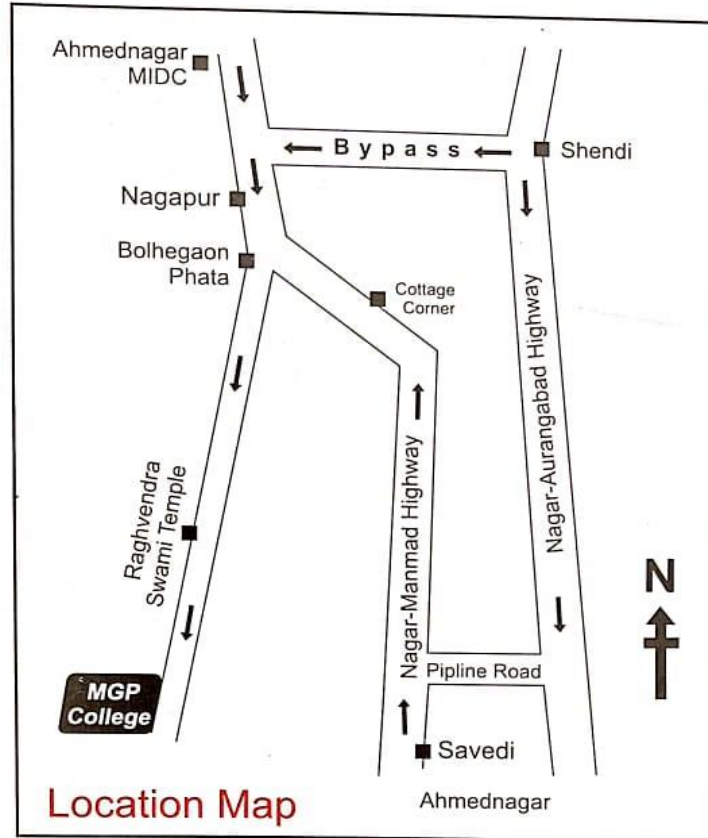 Ahmednagar
MIDC
Bypass
Shendi
Nagapur
Bolhegaon
Phata
Cottage
Corner
Nagar-Aurangabad Highway
Nagar-Manmad Highway
Raghvendra
Swami Temple
N
Pipline Road
MGP
College
Savedi
Location Map
Ahmednagar